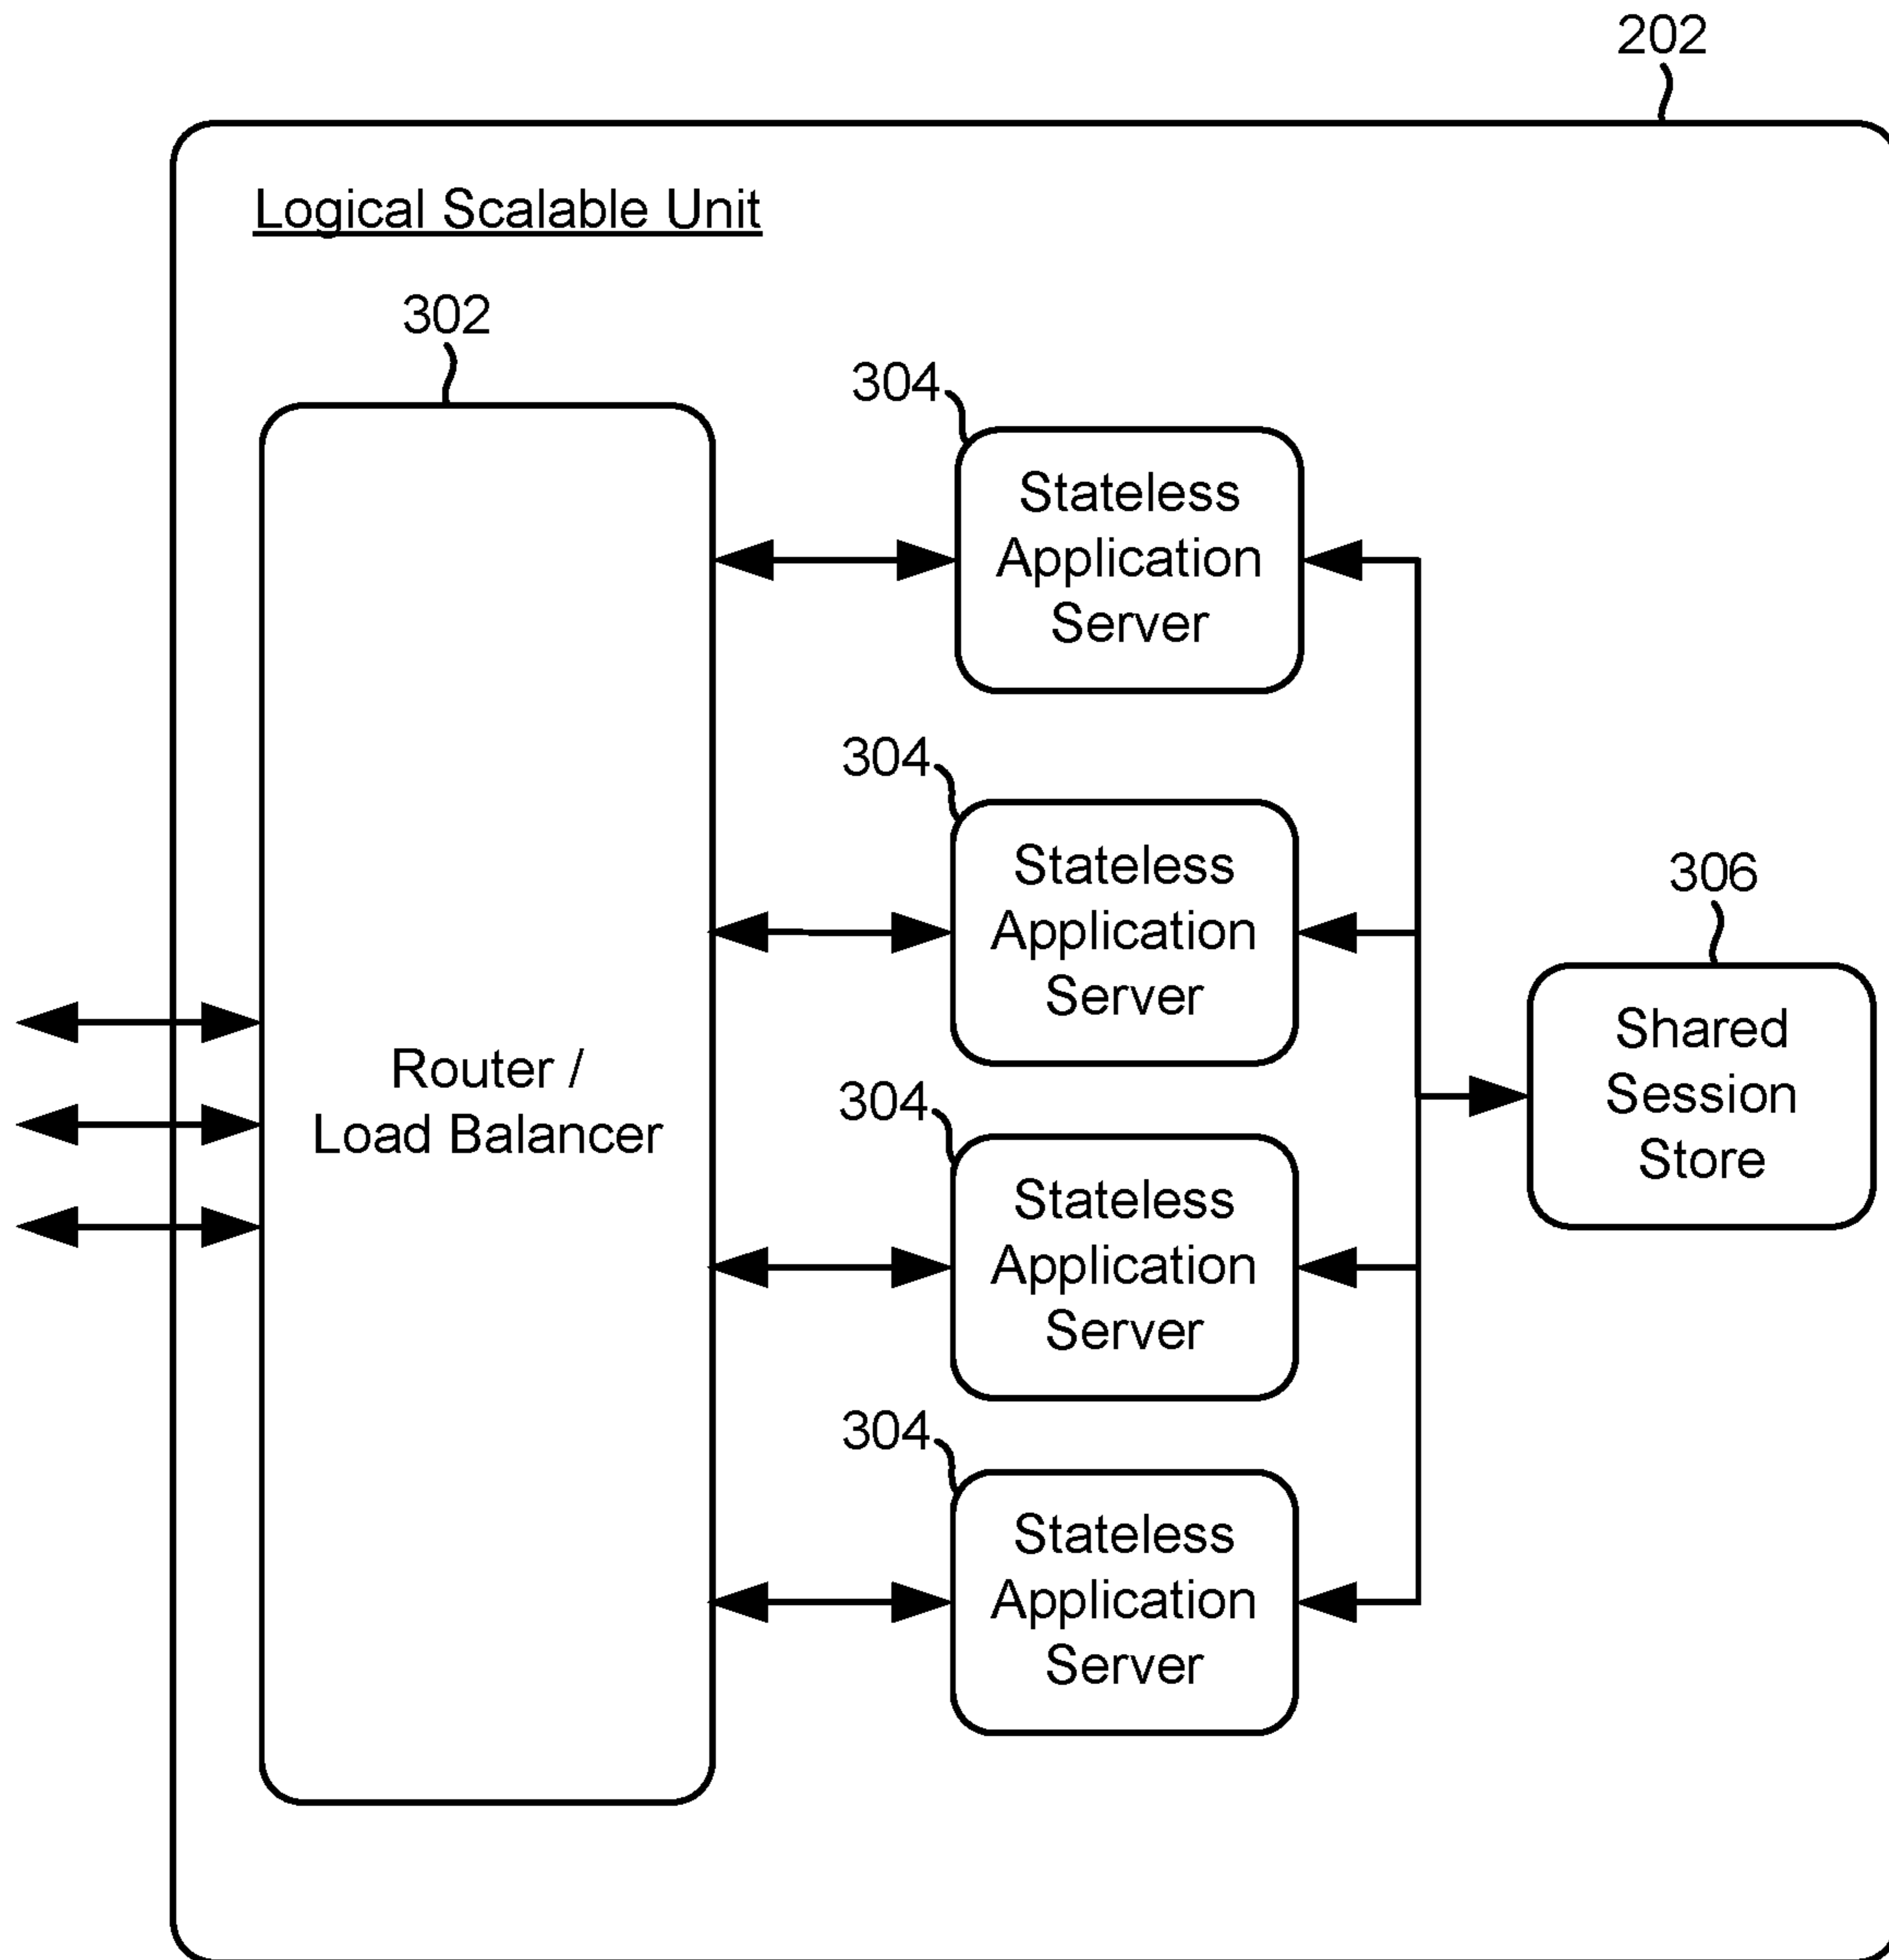 202
Logical Scalable Unit
302
304
Stateless
Application
Server
304
Stateless
Application
Server
306
Shared
Session
Store
Router /
Load Balancer
304
Stateless
Application
Server
304
Stateless
Application
Server